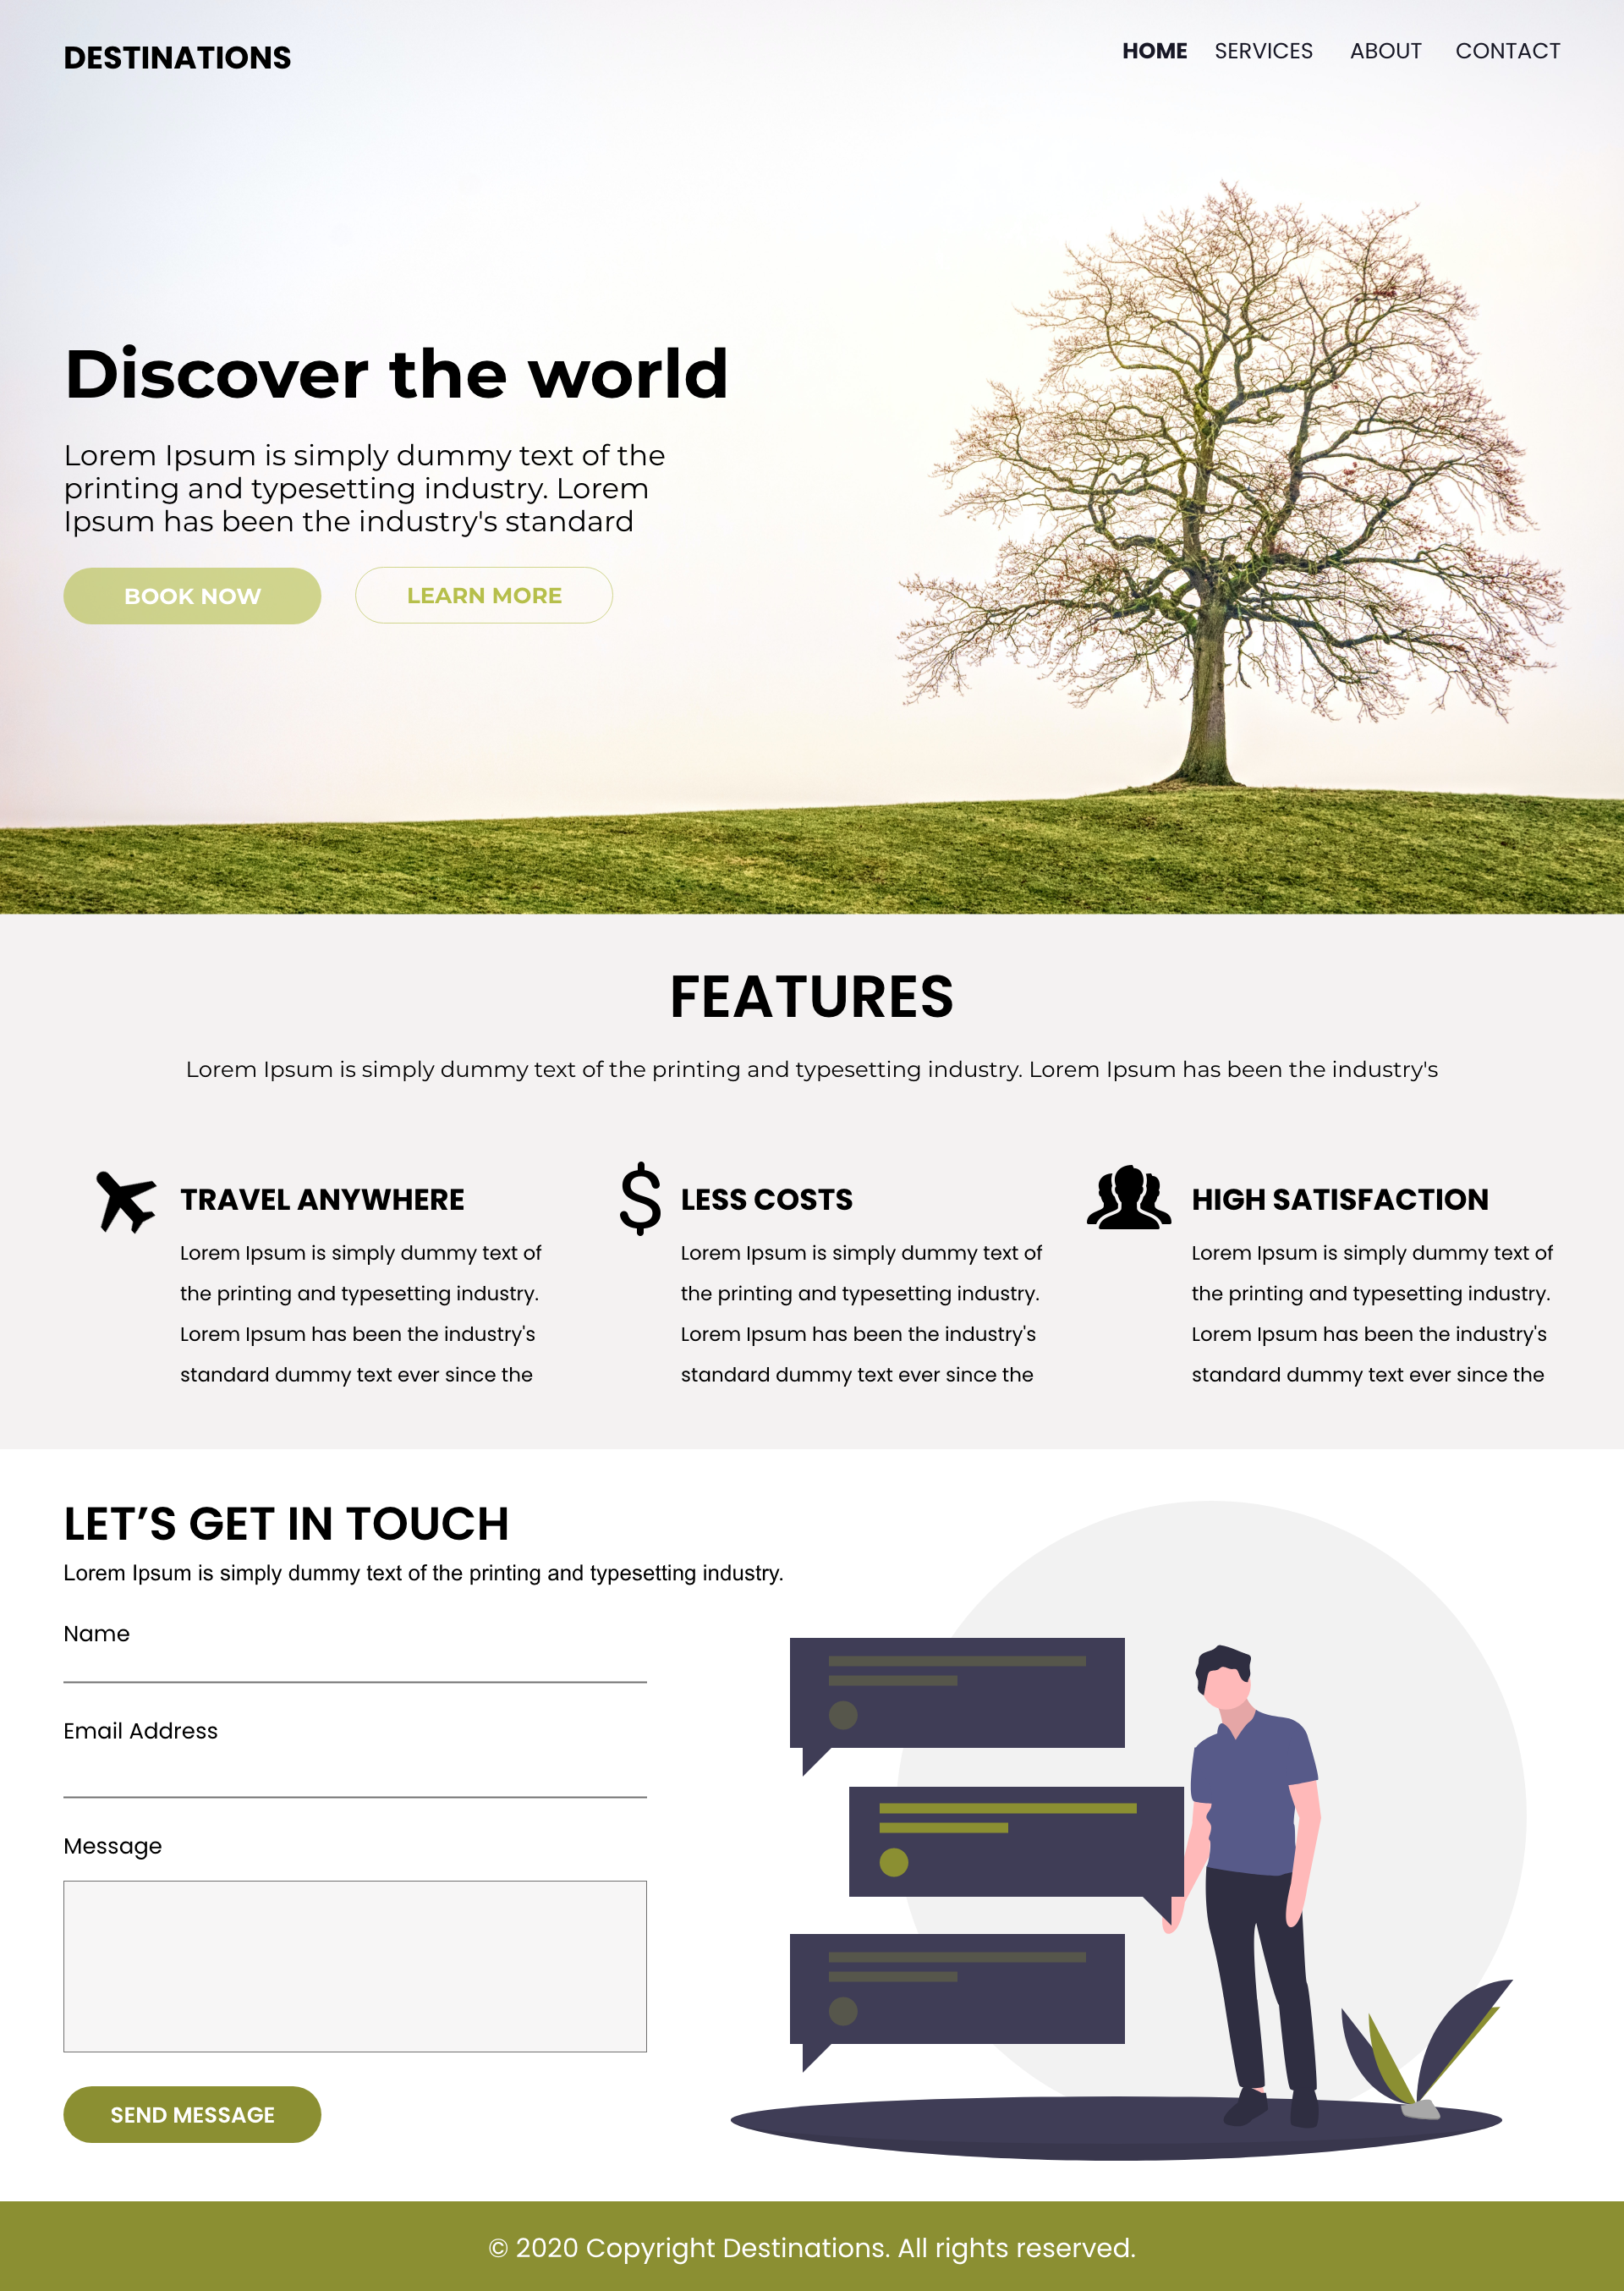 DESTINATIONS
HOME SERVICES ABOUT CONTACT
Discover the world
Lorem Ipsum is simply dummy text of the
printing and typesetting industry. Lorem
Ipsum has been the industry's standard
BOOK NOW
LEARN MORE
FEATURES
Lorem Ipsum is simply dummy text of the printing and typesetting industry. Lorem Ipsum has been the industry's
TRAVEL ANYWHERE
Lorem Ipsum is simply dummy text of
the printing and typesetting industry.
Lorem Ipsum has been the industry's
standard dummy text ever since the
LESS COSTS
Lorem Ipsum is simply dummy text of
the printing and typesetting industry.
Lorem Ipsum has been the industry's
standard dummy text ever since the
HIGH SATISFACTION
Lorem Ipsum is simply dummy text of
the printing and typesetting industry.
Lorem Ipsum has been the industry's
standard dummy text ever since the
LET’S GET IN TOUCH
Lorem Ipsum is simply dummy text of the printing and typesetting industry.
Name
Email Address
Message
SEND MESSAGE
© 2020 Copyright Destinations. All rights reserved.